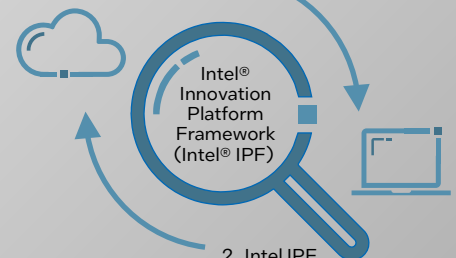 Intel®
Innovation
Platform
Framework
(Intel® IPF)
2. Intel IPF